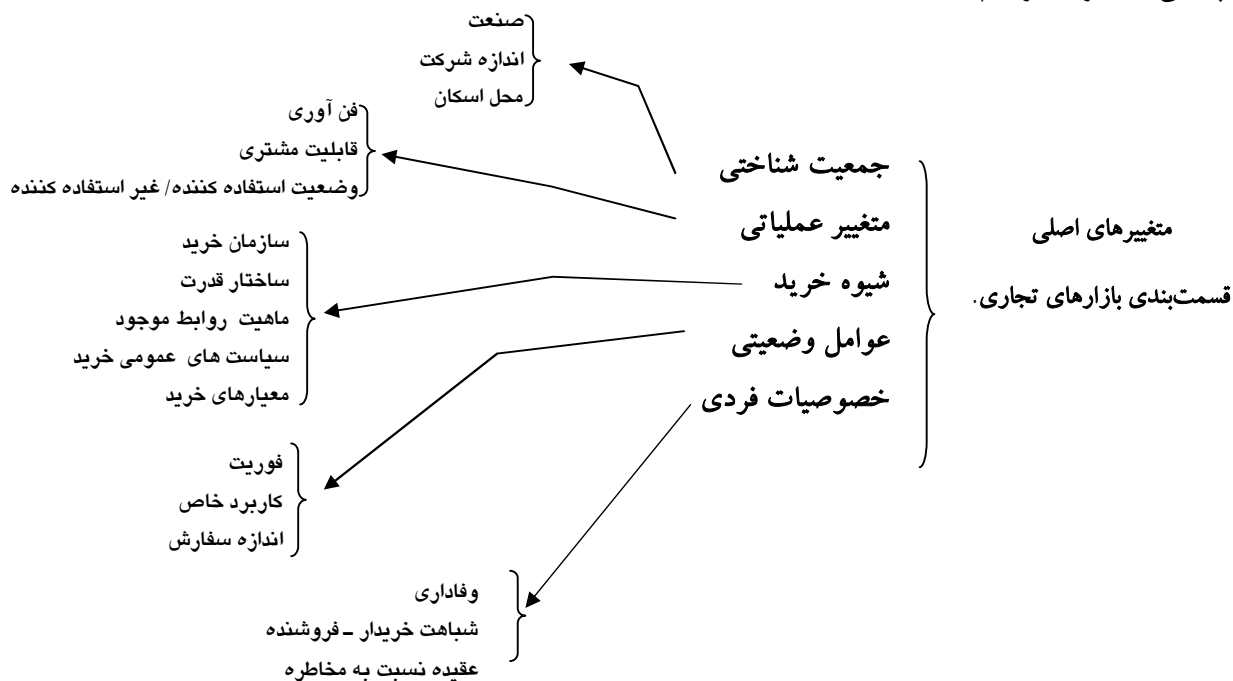 متغییرهای اصلی
قسمت‌بندی بازارهای تجاری.
جمعیت شناختی
متغییر عملیاتی
شیوه خرید
عوامل وضعیتی
خصوصیات فردی
صنعت
اندازه شرکت
محل اسکان
فن آوری
قابلیت مشتری
وضعیت استفاده کننده/ غیر استفاده کننده
سازمان خرید
ساختار قدرت
ماهیت روابط موجود
سیاست های عمومی خرید
معیارهای خرید
فوریت
کاربرد خاص
اندازه سفارش
وفاداری
شباهت خریدار – فروشنده
عقیده نسبت به مخاطره